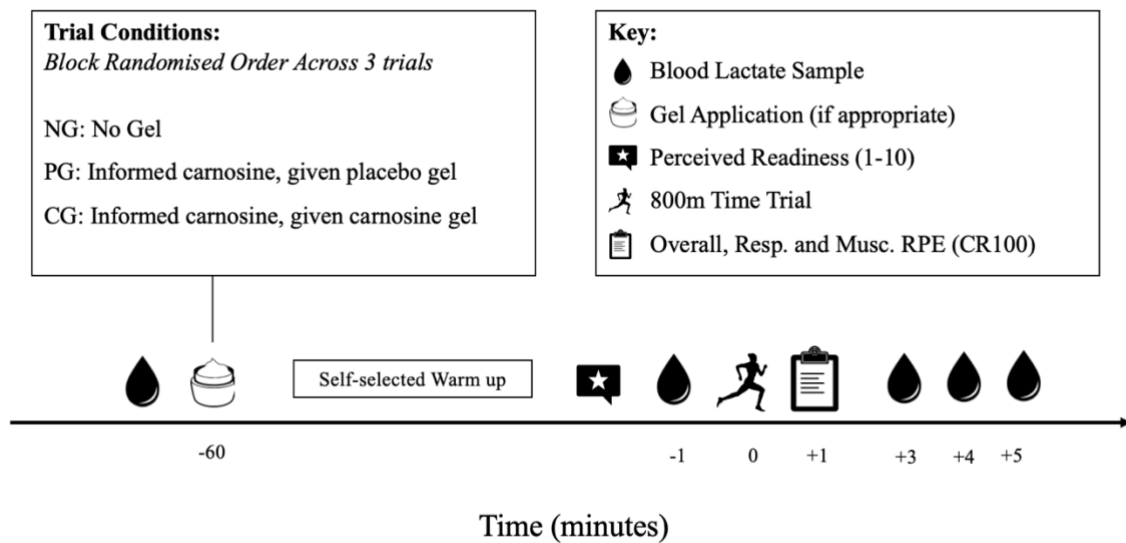 Trial Conditions:
Block Randomised Order Across 3 trials
NG: No Gel
PG: Informed carnosine, given placebo gel
CG: Informed carnosine, given carnosine gel
Key:
Blood Lactate Sample
Gel Application (if appropriate)
Perceived Readiness (1-10)
800m Time Trial
Overall, Resp. and Musc. RPE (CR100)
Self-selected Warm up
-60
-1
0
+1
+3
+4
+5
Time (minutes)